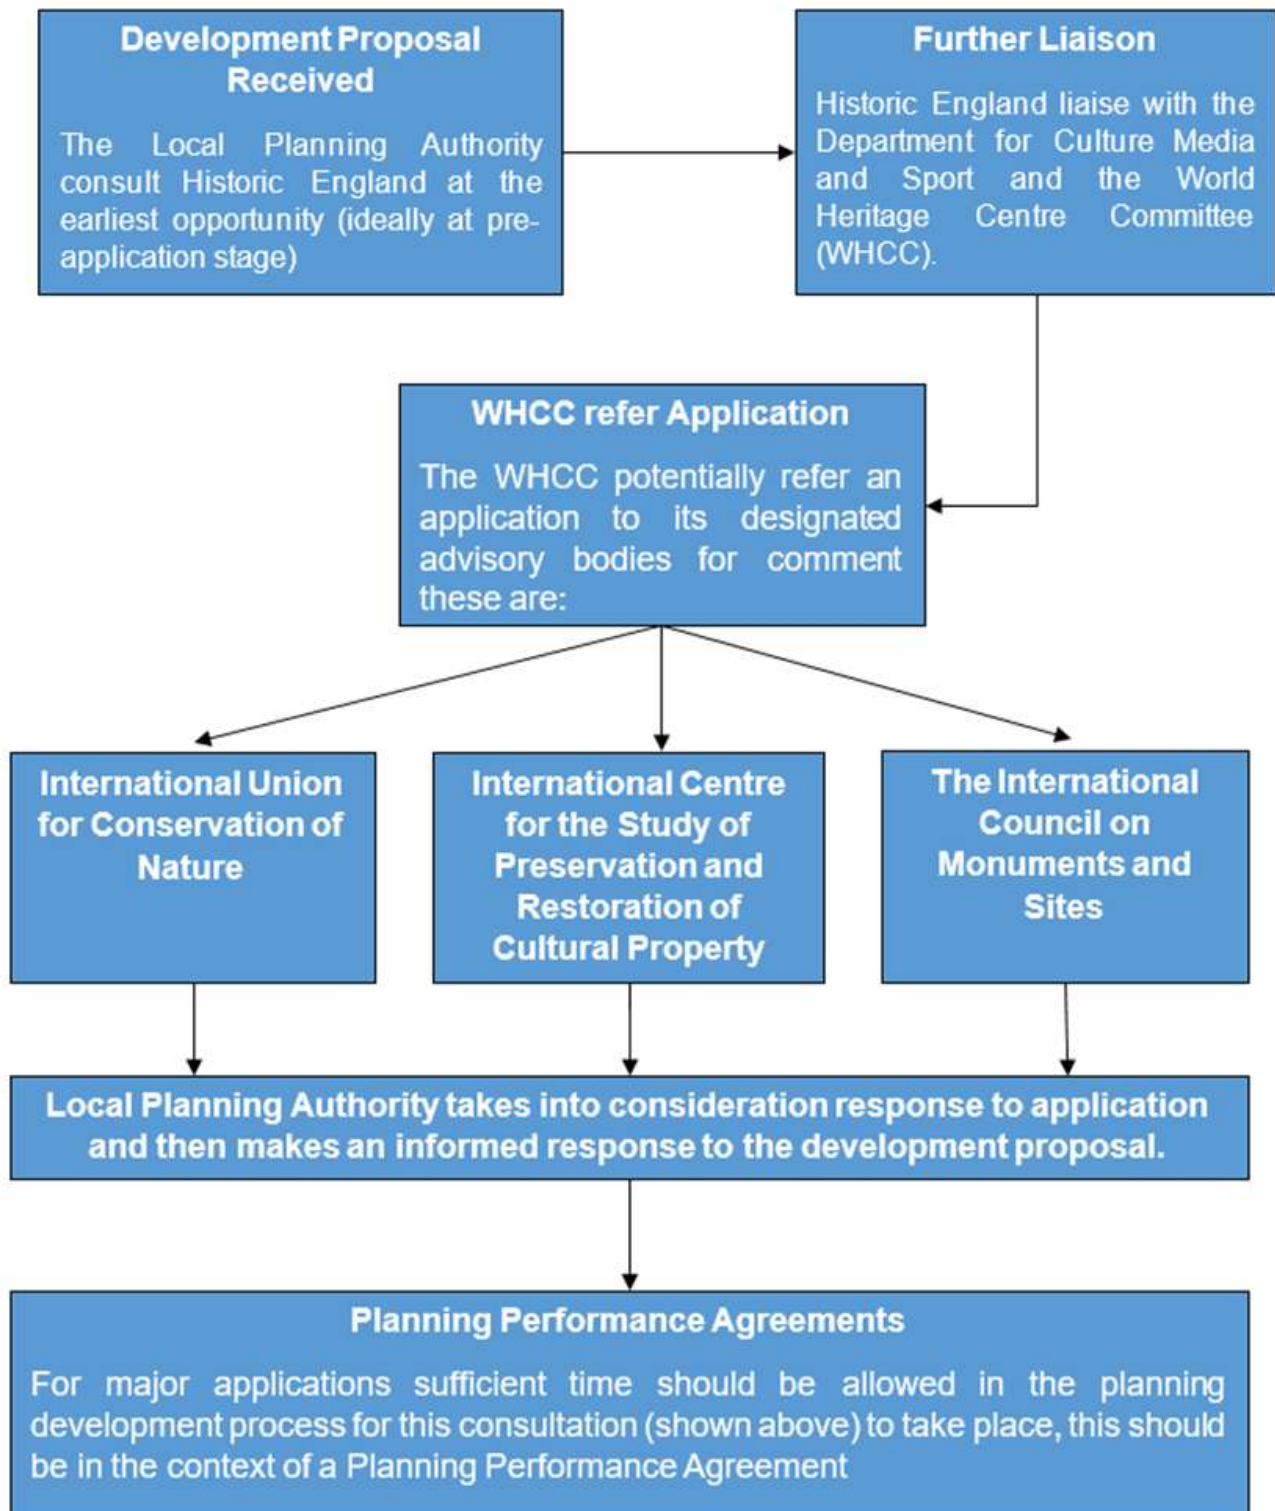 Development Proposal
Received
The Local Planning Authority
consult Historic England at the
earliest opportunity (ideally at pre-
application stage)
Further Liaison
Historic England liaise with the
Department for Culture Media
and Sport and the World
Heritage Centre Committee
(WHCC).
WHCC refer Application
The WHCC potentially refer an
application to its designated
advisory bodies for comment
these are:
International Union
for Conservation of
Nature
International Centre
for the Study of
Preservation and
Restoration of
Cultural Property
The International
Council on
Monuments and
Sites
Local Planning Authority takes into consideration response to application
and then makes an informed response to the development proposal.
Planning Performance Agreements
For major applications sufficient time should be allowed in the planning
development process for this consultation (shown above) to take place, this should
be in the context of a Planning Performance Agreement